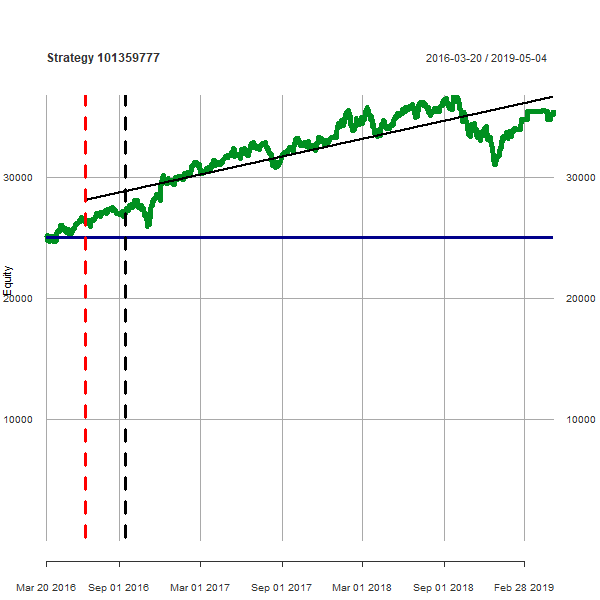 Strategy 101359777
2016-03-20 / 2019-05-04
30000
30000
Equity
20000
20000
10000
10000
Mar 20 2016
Sep 01 2016
Mar 01 2017
Sep 01 2017
Mar 01 2018
Sep 01 2018
Feb 28 2019